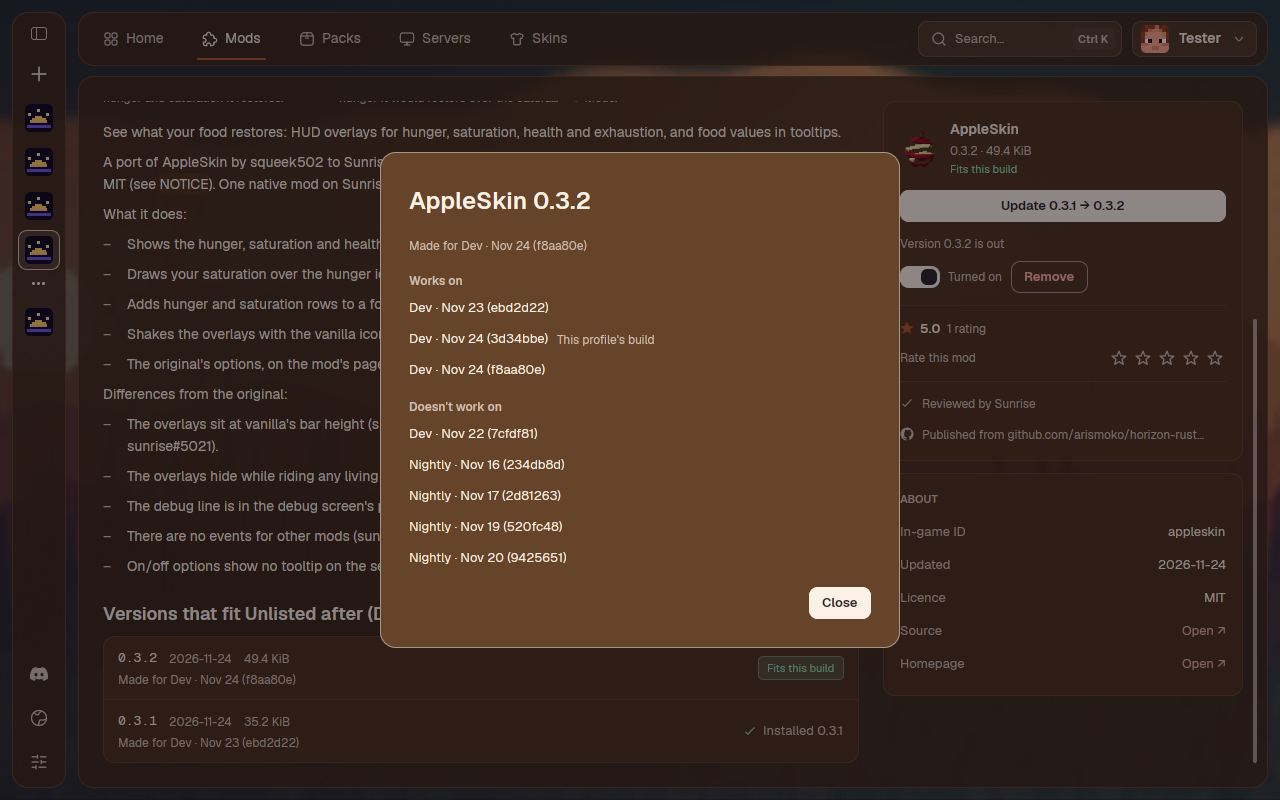 Home
Mods
Packs
Servers
Skins
Search...
Ctrl K
Tester
See what your food restores: HUD overlays for hunger, saturation, health and exhaustion, and food values in tooltips.
A port of AppleSkin by squeek502 to
MIT (see NOTICE). One native mod on
What it does:
– Shows the hunger, saturation and
– Draws your saturation over the hunger
– Adds hunger and saturation rows to a
– Shakes the overlays with the vanilla
– The original's options, on the mod's
Differences from the original:
– The overlays sit at vanilla's bar height
sunrise#5021).
– The overlays hide while riding any living
– The debug line is in the debug screen's
– There are no events for other mods
– On/off options show no tooltip on the
Versions that fit Unlisted after
0.3.2 2026-11-24 49.4 KiB
Made for Dev · Nov 24 (f8aa80e)
Fits this build
0.3.1 2026-11-24 35.2 KiB
Made for Dev · Nov 23 (ebd2d22)
Installed 0.3.1
AppleSkin 0.3.2
Made for Dev · Nov 24 (f8aa80e)
Works on
Dev · Nov 23 (ebd2d22)
Dev · Nov 24 (3d34bbe) This profile's build
Dev · Nov 24 (f8aa80e)
Doesn't work on
Dev · Nov 22 (7cfdf81)
Nightly · Nov 16 (234db8d)
Nightly · Nov 17 (2d81263)
Nightly · Nov 19 (520fc48)
Nightly · Nov 20 (9425651)
Close
AppleSkin
0.3.2 · 49.4 KiB
Fits this build
Update 0.3.1 → 0.3.2
Version 0.3.2 is out
Turned on
Remove
5.0 1 rating
Rate this mod
Reviewed by Sunrise
Published from github.com/arismoko/horizon-rust...
ABOUT
In-game ID appleskin
Updated 2026-11-24
Licence MIT
Source Open ↗
Homepage Open ↗